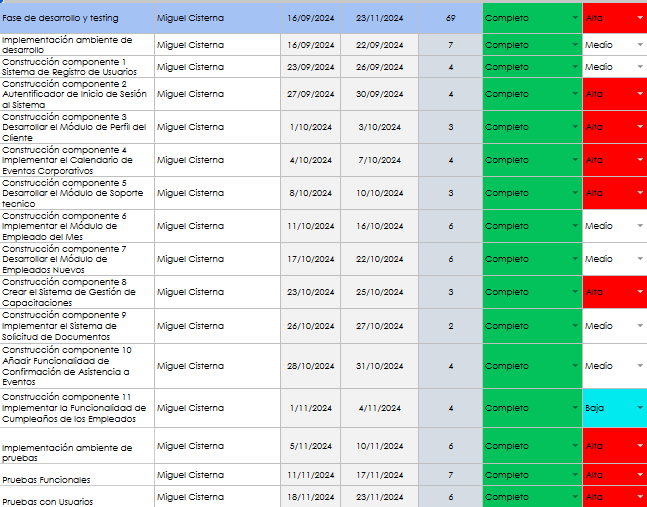 Fase de desarrollo y testing Miguel Cisterna 16/09/2024 23/11/2024 69 Completo Alta
Implementación ambiente de
desarrollo Miguel Cisterna 16/09/2024 22/09/2024 7 Completo Medio
Construcción componente 1
Sistema de Registro de Usuarios Miguel Cisterna 23/09/2024 26/09/2024 4 Completo Medio
Construcción componente 2
Autentificador de Inicio de Sesión
al Sistema Miguel Cisterna 27/09/2024 30/09/2024 4 Completo Alta
Construcción componente 3
Desarrollar el Módulo de Perfil del
Cliente Miguel Cisterna 1/10/2024 3/10/2024 3 Completo Alta
Construcción componente 4
Implementar el Calendario de
Eventos Corporativos Miguel Cisterna 4/10/2024 7/10/2024 4 Completo Alta
Construcción componente 5
Desarrollar el Módulo de Soporte
tecnico Miguel Cisterna 8/10/2024 10/10/2024 3 Completo Alta
Construcción componente 6
Implementar el Módulo de
Empleado del Mes Miguel Cisterna 11/10/2024 16/10/2024 6 Completo Medio
Construcción componente 7
Desarrollar el Módulo de
Empleados Nuevos Miguel Cisterna 17/10/2024 22/10/2024 6 Completo Medio
Construcción componente 8
Crear el Sistema de Gestión de
Capacitaciones Miguel Cisterna 23/10/2024 25/10/2024 3 Completo Alta
Construcción componente 9
Implementar el Sistema de
Solicitud de Documentos Miguel Cisterna 26/10/2024 27/10/2024 2 Completo Medio
Construcción componente 10
Añadir Funcionalidad de
Confirmación de Asistencia a
Eventos Miguel Cisterna 28/10/2024 31/10/2024 4 Completo Medio
Construcción componente 11
Implementar la Funcionalidad de
Cumpleaños de los Empleados Miguel Cisterna 1/11/2024 4/11/2024 4 Completo Baja
Implementación ambiente de
pruebas Miguel Cisterna 5/11/2024 10/11/2024 6 Completo Alta
Pruebas Funcionales Miguel Cisterna 11/11/2024 17/11/2024 7 Completo Alta
Pruebas con Usuarios Miguel Cisterna 18/11/2024 23/11/2024 6 Completo Alta